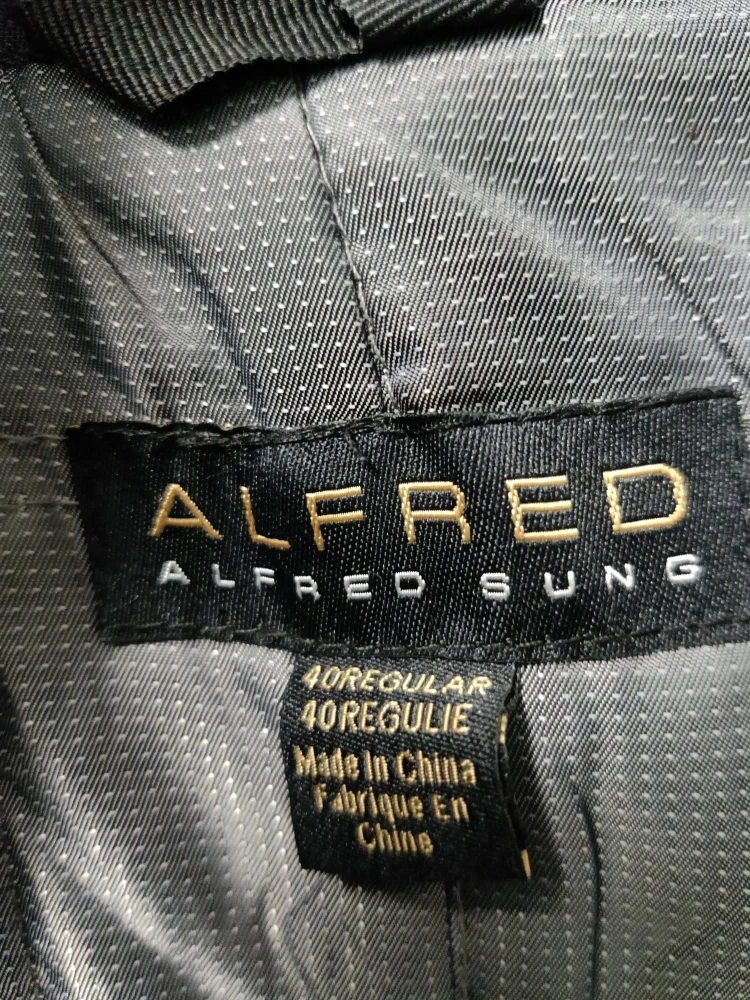 ALFRED
ALFRED SUNG
40REGULAR
40REGULIE
Made In China
Fabrique En
Chine